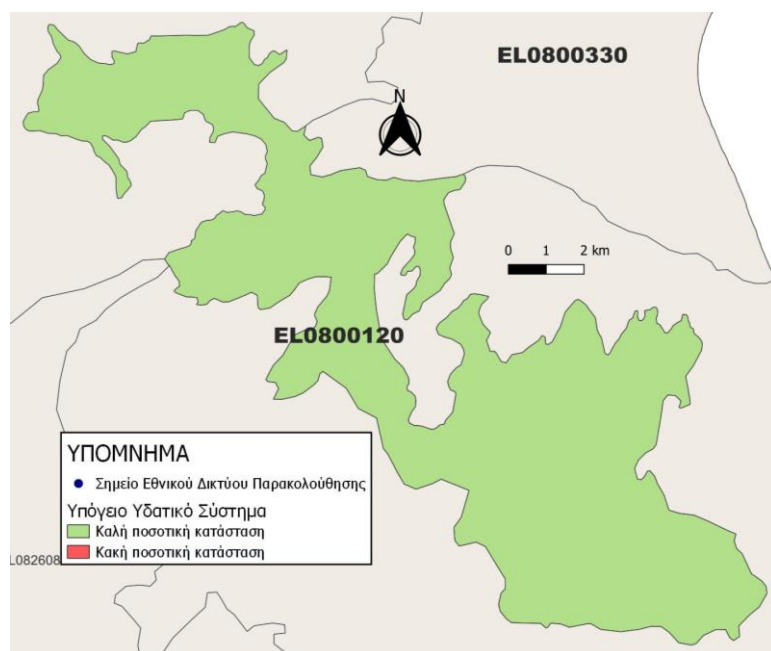 EL0800330
N
0 1 2 km
EL0800120
ΥΠΟΜΝΗΜΑ
Σημείο Εθνικού Δικτύου Παρακολούθησης
Υπόγειο Υδατικό Σύστημα
Καλή ποσοτική κατάσταση
Κακή ποσοτική κατάσταση
L082608